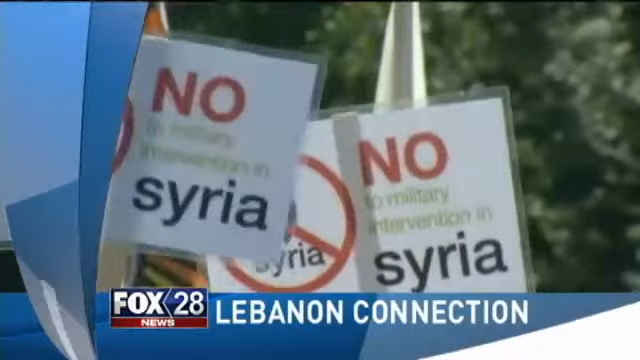 NO
to military
intervention in
syria
NO
to military
intervention in
syria
syria
FOX 28
NEWS
LEBANON CONNECTION